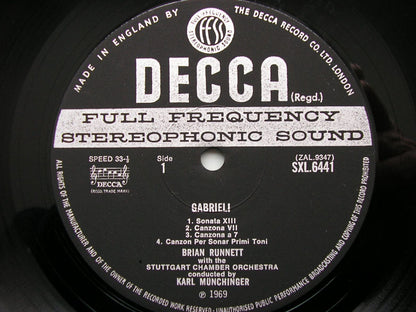 MADE IN ENGLAND BY
THE DECCA RECORD CO. LTD. LONDON.
FULL FREQUENCY
ffss
STEREOPHONIC SOUND
DECCA (Regd.)
FULL FREQUENCY
STEREOPHONIC SOUND
SPEED 33-⅓
DECCA
(REGD. TRADE MARK)
Side
1
(ZAL.9347)
SXL.6441
GABRIELI
1. Sonata XIII
2. Canzona VII
3. Canzona a 7
4. Canzon Per Sonar Primi Toni
BRIAN RUNNETT
with the
STUTTGART CHAMBER ORCHESTRA
conducted by
KARL MUNCHINGER
℗ 1969
ALL RIGHTS OF THE MANUFACTURER AND OF THE OWNER OF THE RECORDED WORK RESERVED · UNAUTHORISED PUBLIC PERFORMANCE BROADCASTING AND COPYING OF THIS RECORD PROHIBITED